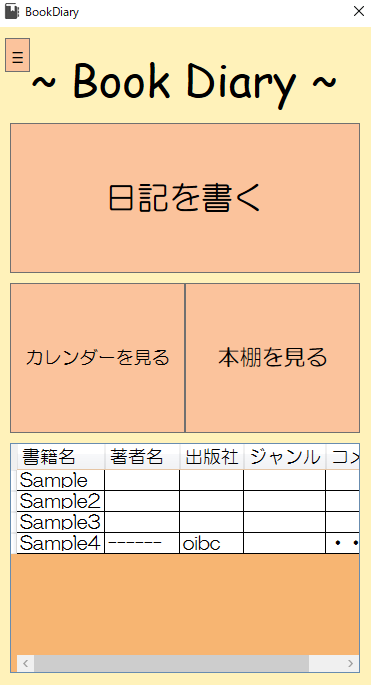 BookDiary
☰
~ Book Diary ~
日記を書く
カレンダーを見る
本棚を見る
書籍名 著者名 出版社 ジャンル コメ
Sample
Sample2
Sample3
Sample4 ------ oibc ・・